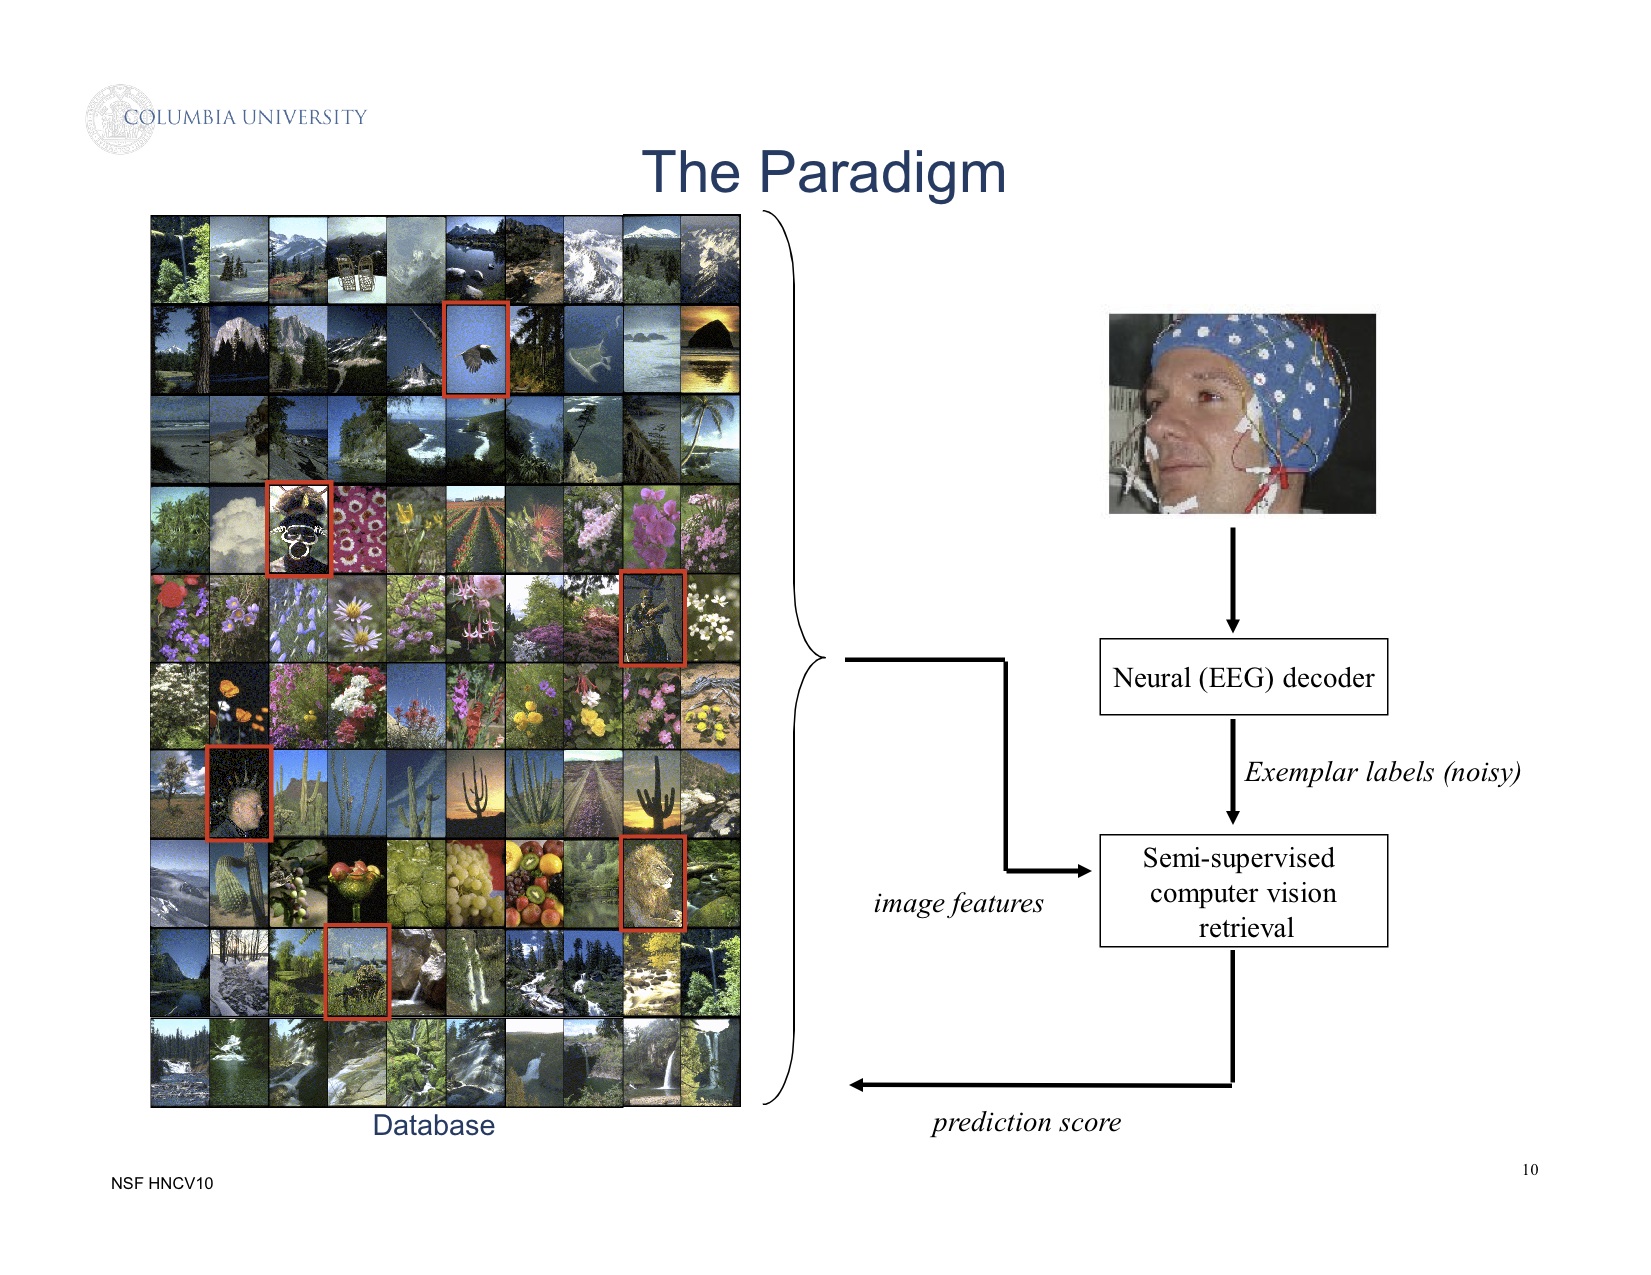 COLUMBIA UNIVERSITY
The Paradigm
Neural (EEG) decoder
Exemplar labels (noisy)
Semi-supervised
computer vision
retrieval
image features
prediction score
Database
NSF HNCV10
10